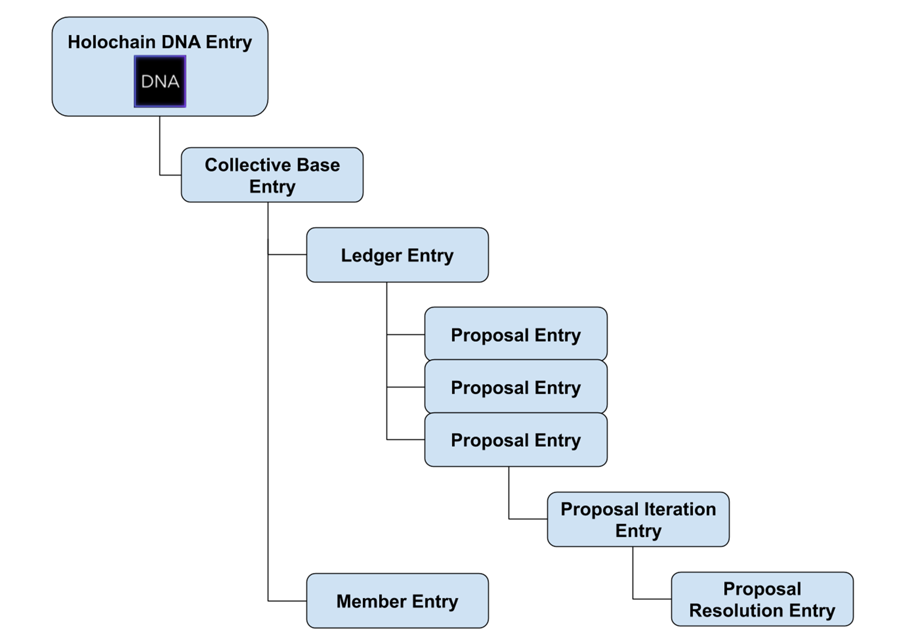 Holochain DNA Entry
DNA
Collective Base
Entry
Ledger Entry
Proposal Entry
Proposal Entry
Proposal Entry
Proposal Iteration
Entry
Member Entry
Proposal
Resolution Entry